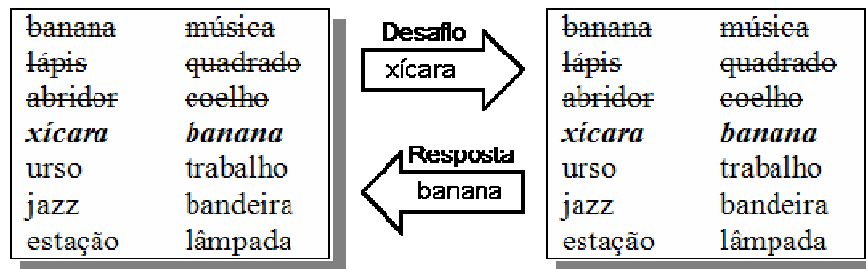 banana música
lápis quadrado
abridor coelho
xícara banana
urso trabalho
jazz bandeira
estação lâmpada
Desafio
xícara
Resposta
banana
banana música
lápis quadrado
abridor coelho
xícara banana
urso trabalho
jazz bandeira
estação lâmpada